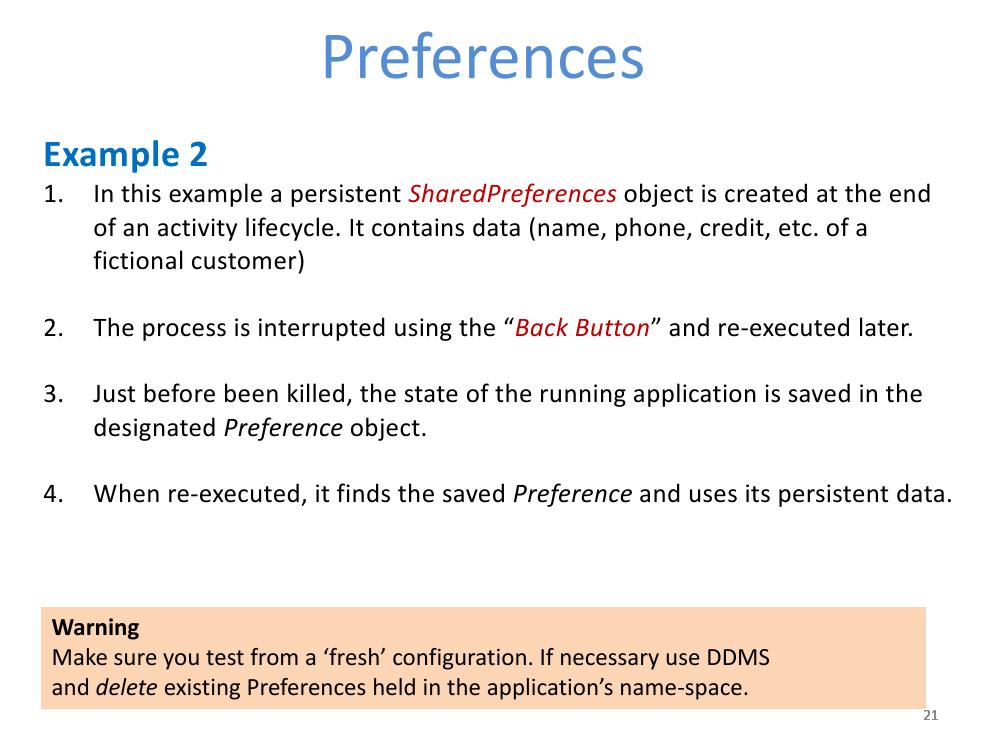 Preferences
Example 2
1. In this example a persistent SharedPreferences object is created at the end
of an activity lifecycle. It contains data (name, phone, credit, etc. of a
fictional customer)
2. The process is interrupted using the “Back Button” and re-executed later.
3. Just before been killed, the state of the running application is saved in the
designated Preference object.
4. When re-executed, it finds the saved Preference and uses its persistent data.
Warning
Make sure you test from a ‘fresh’ configuration. If necessary use DDMS
and delete existing Preferences held in the application’s name-space.
21